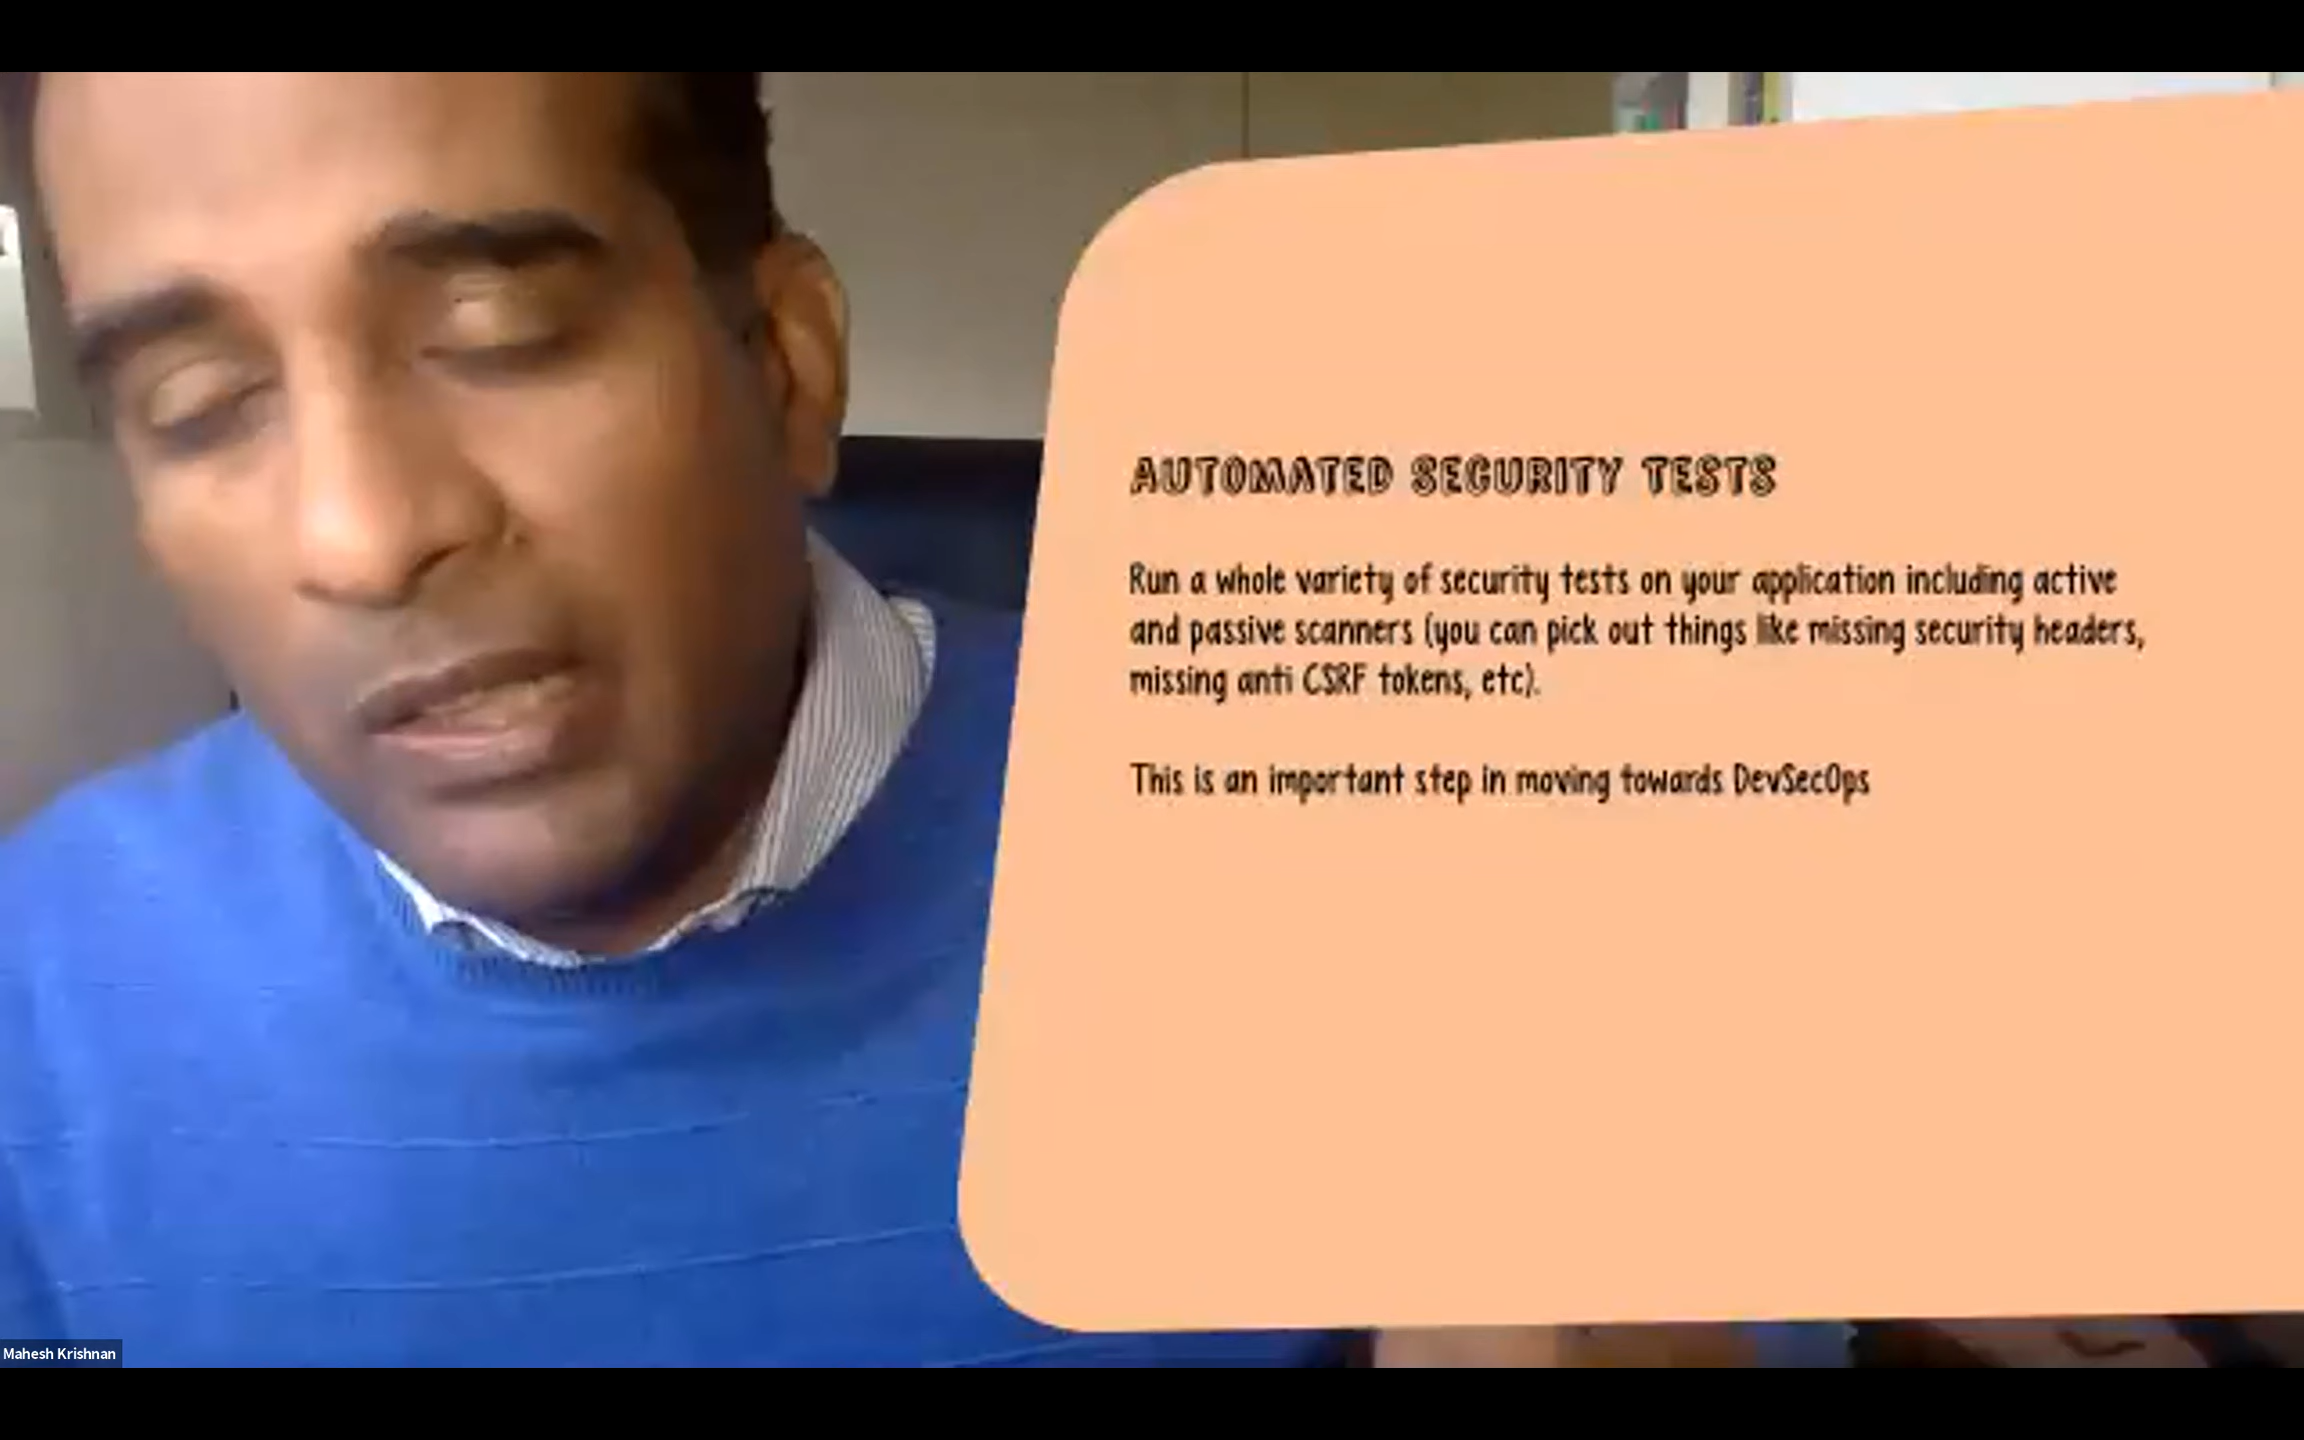 AUTOMATED SECURITY TESTS
Run a whole variety of security tests on your application including active
and passive scanners (you can pick out things like missing security headers,
missing anti CSRF tokens, etc).
This is an important step in moving towards DevSecOps
Mahesh Krishnan